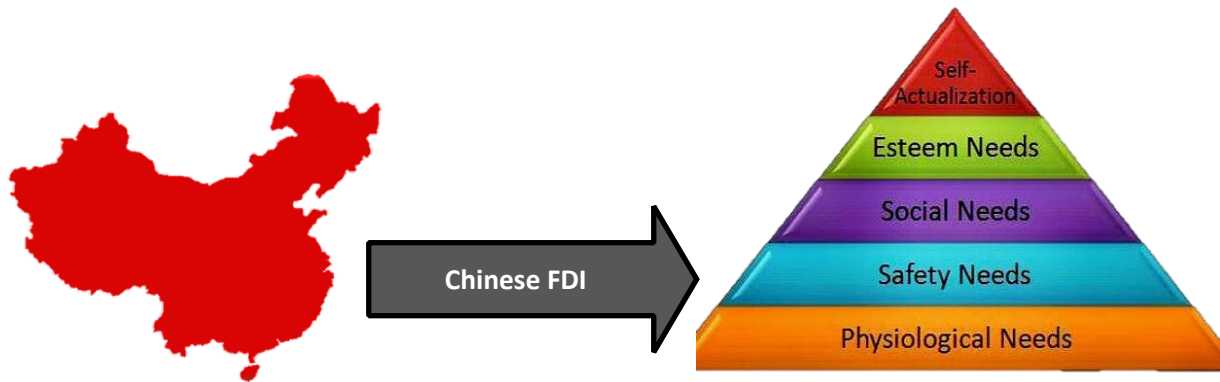 Self-
Actualization
Esteem Needs
Social Needs
Chinese FDI
Safety Needs
Physiological Needs